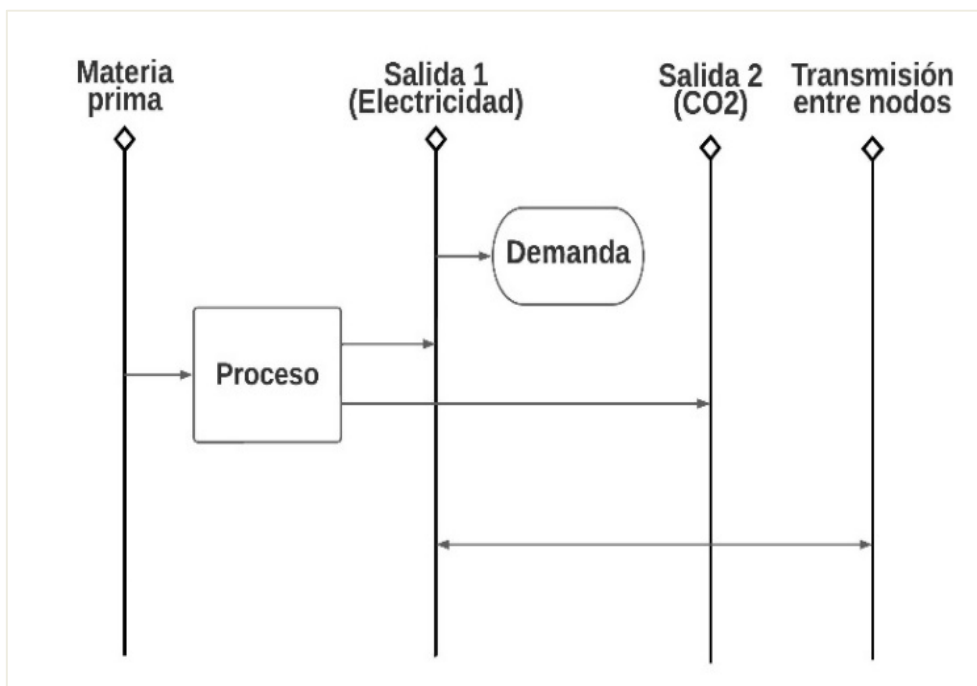 Materia
prima
Salida 1
(Electricidad)
Salida 2
(CO2)
Transmisión
entre nodos
Demanda
Proceso